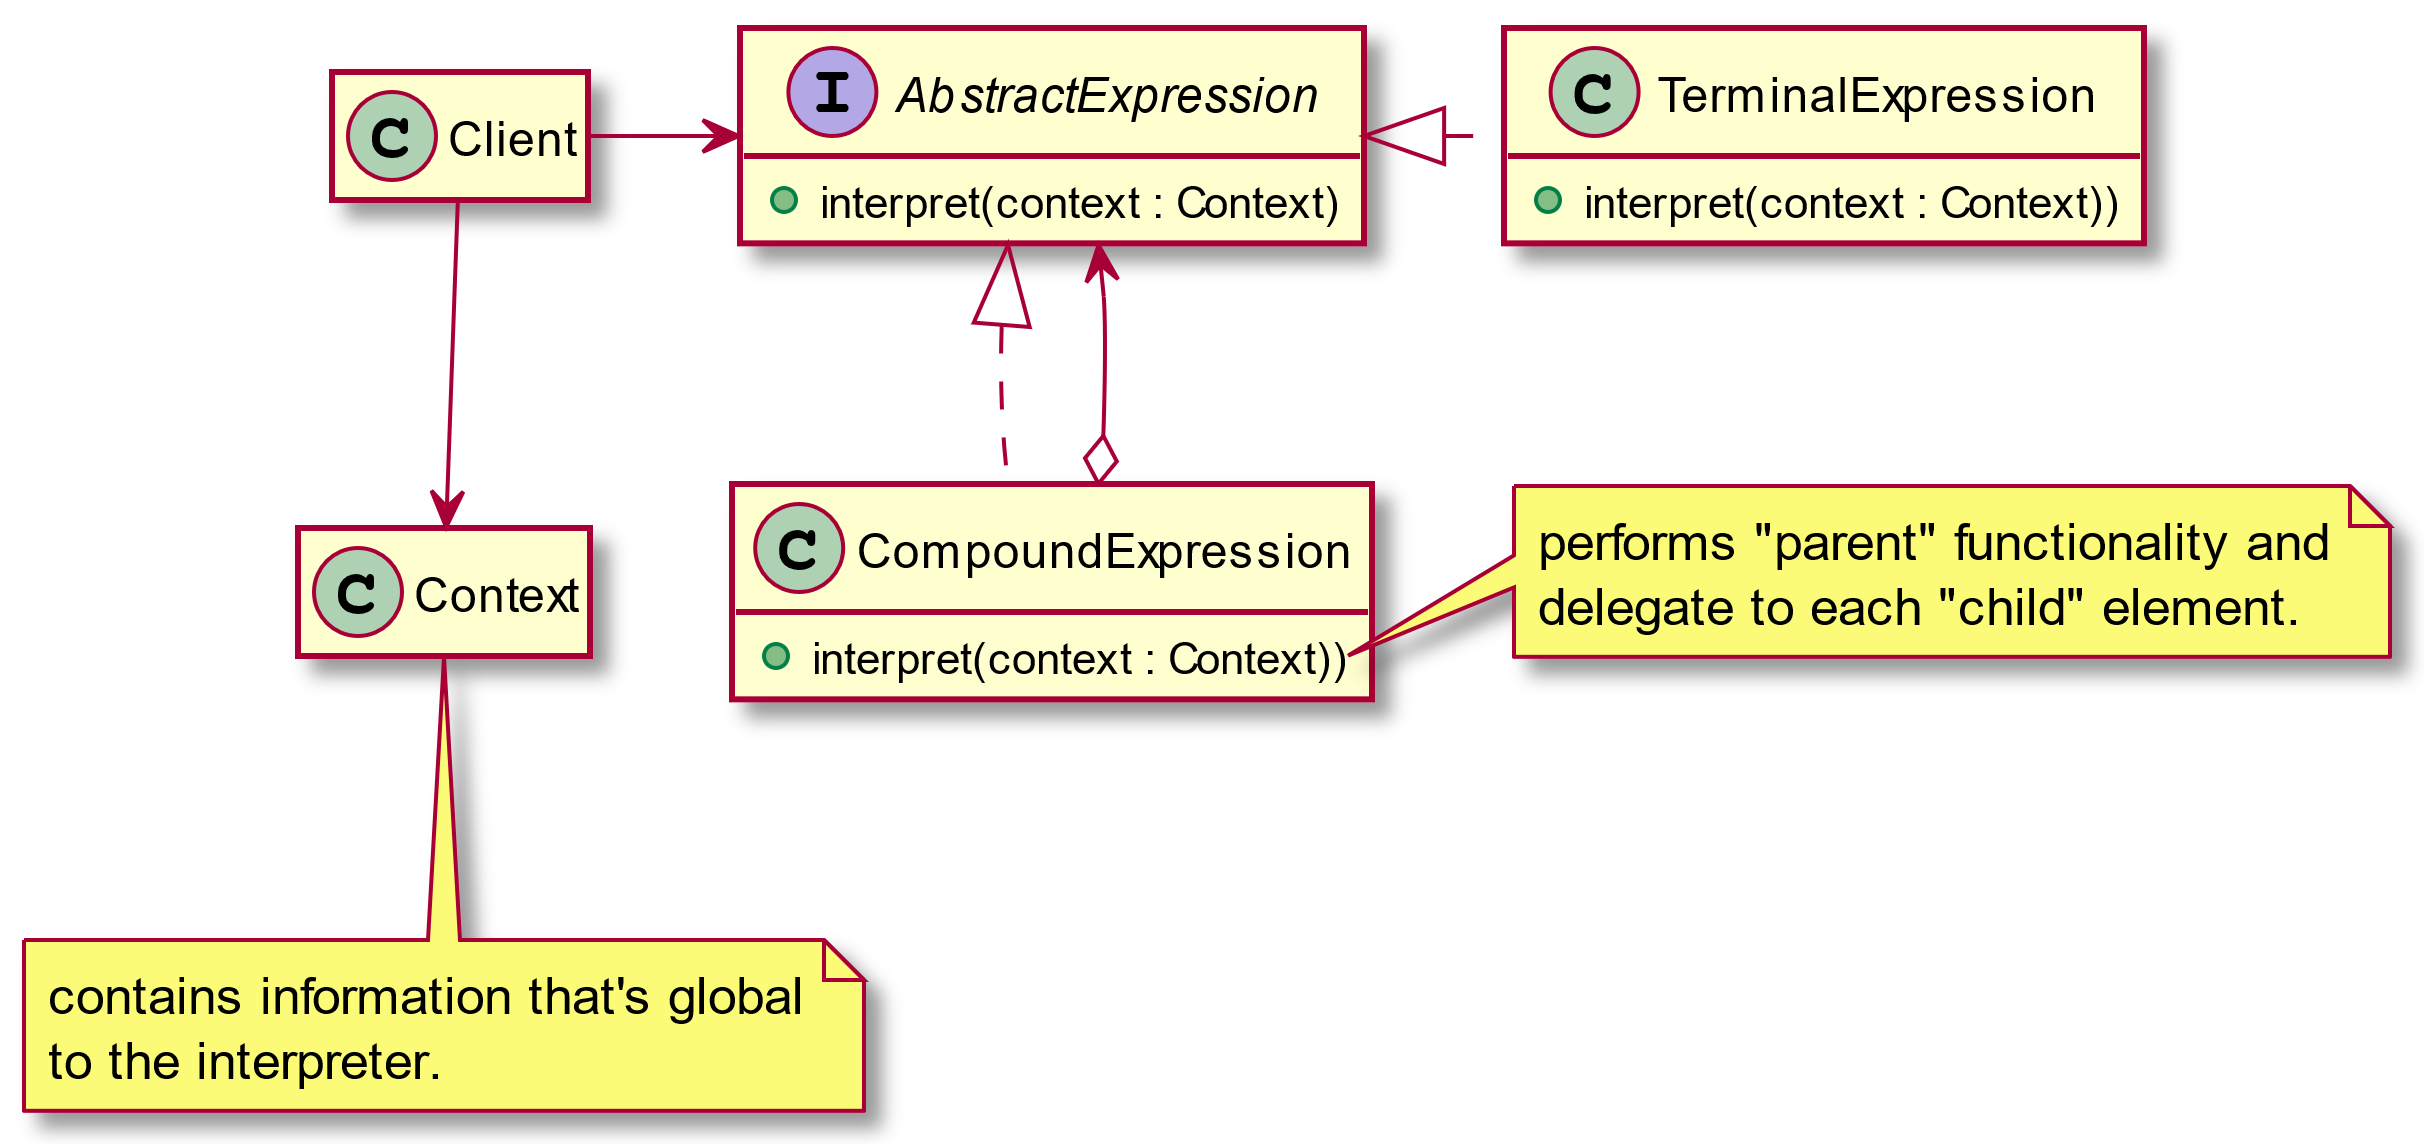 I AbstractExpression
C TerminalExpression
C Client
interpret(context : Context)
interpret(context : Context))
C CompoundExpression
performs "parent" functionality and
delegate to each "child" element.
C Context
interpret(context : Context))
contains information that's global
to the interpreter.